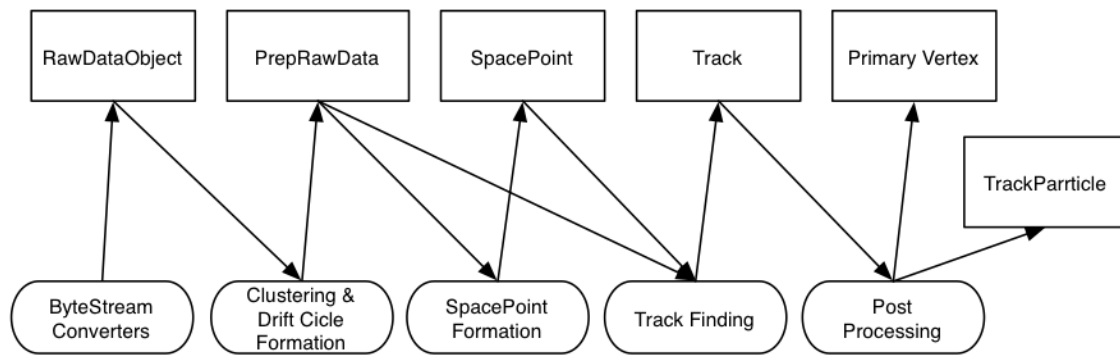 RawDataObject
PrepRawData
SpacePoint
Track
Primary Vertex
TrackParrticle
ByteStream
Converters
Clustering &
Drift Cicle
Formation
SpacePoint
Formation
Track Finding
Post
Processing